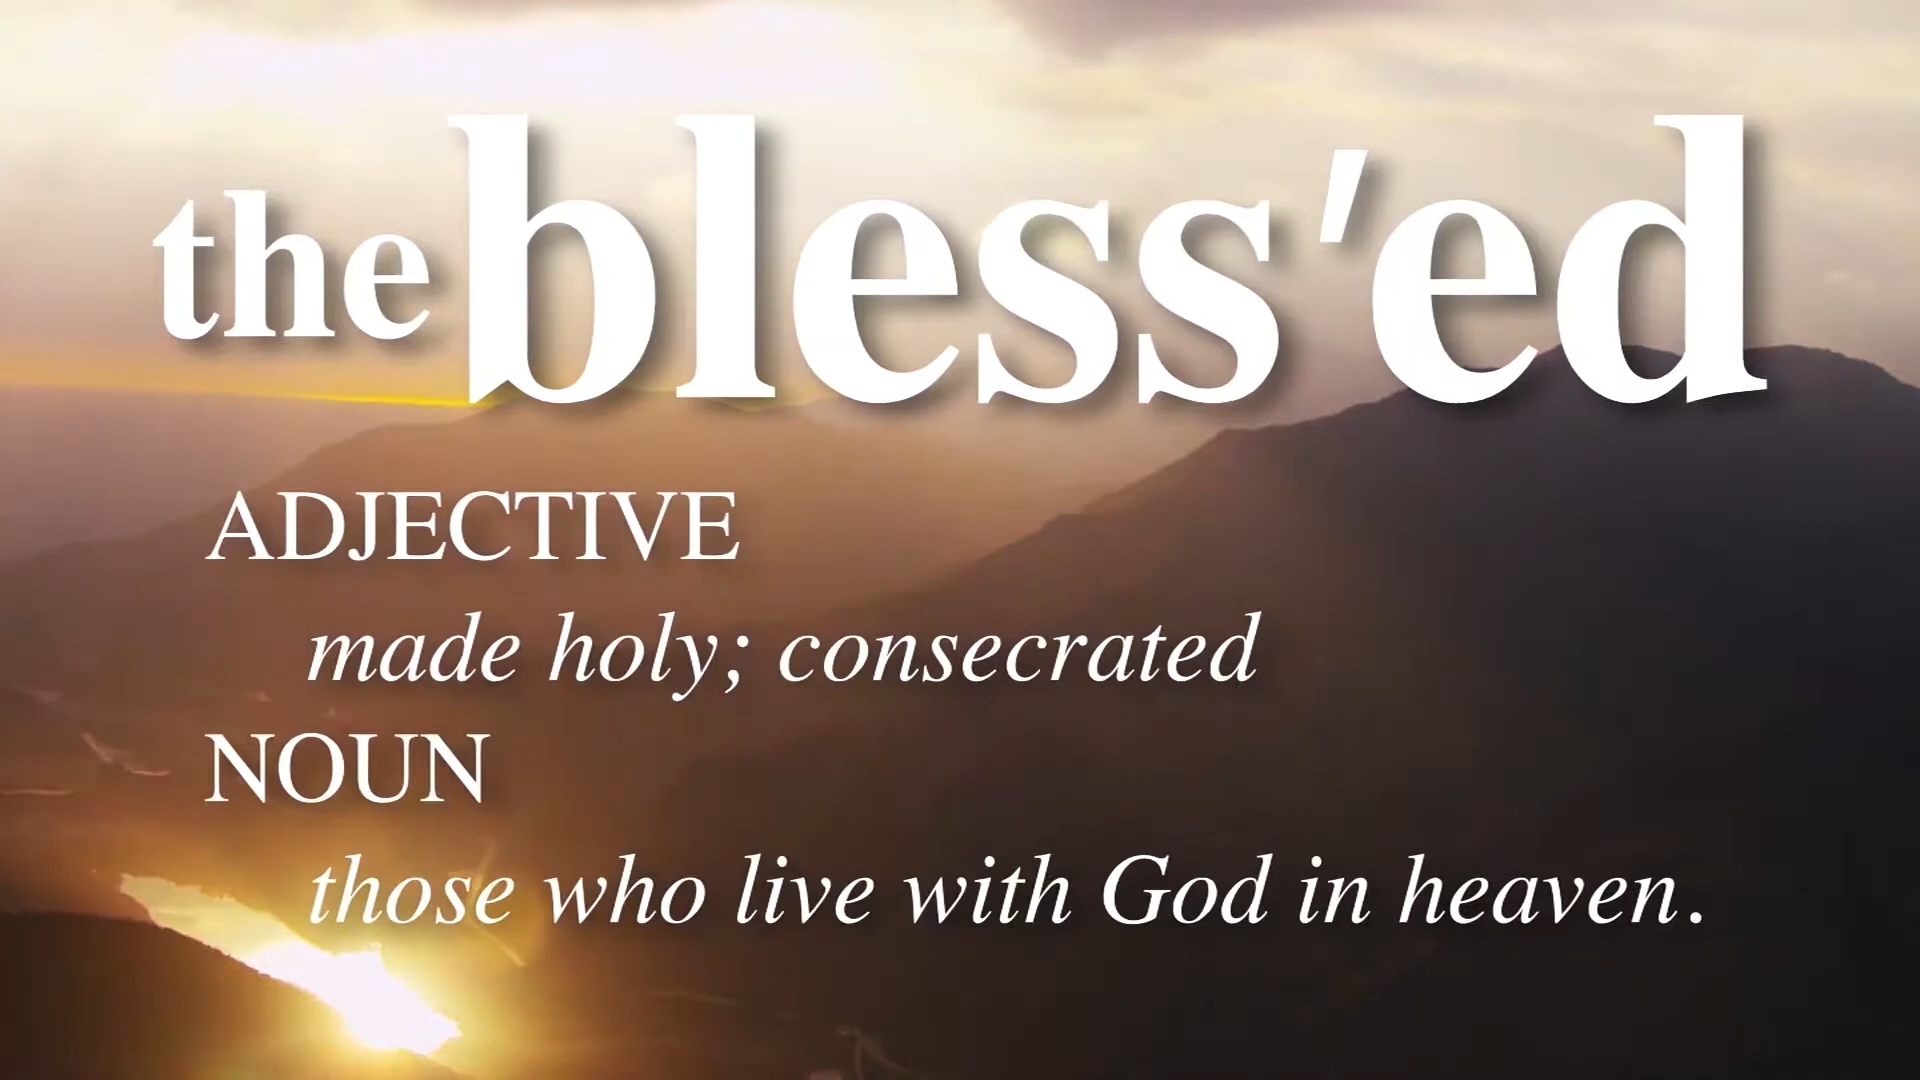 the bless'ed
ADJECTIVE
made holy; consecrated
NOUN
those who live with God in heaven.